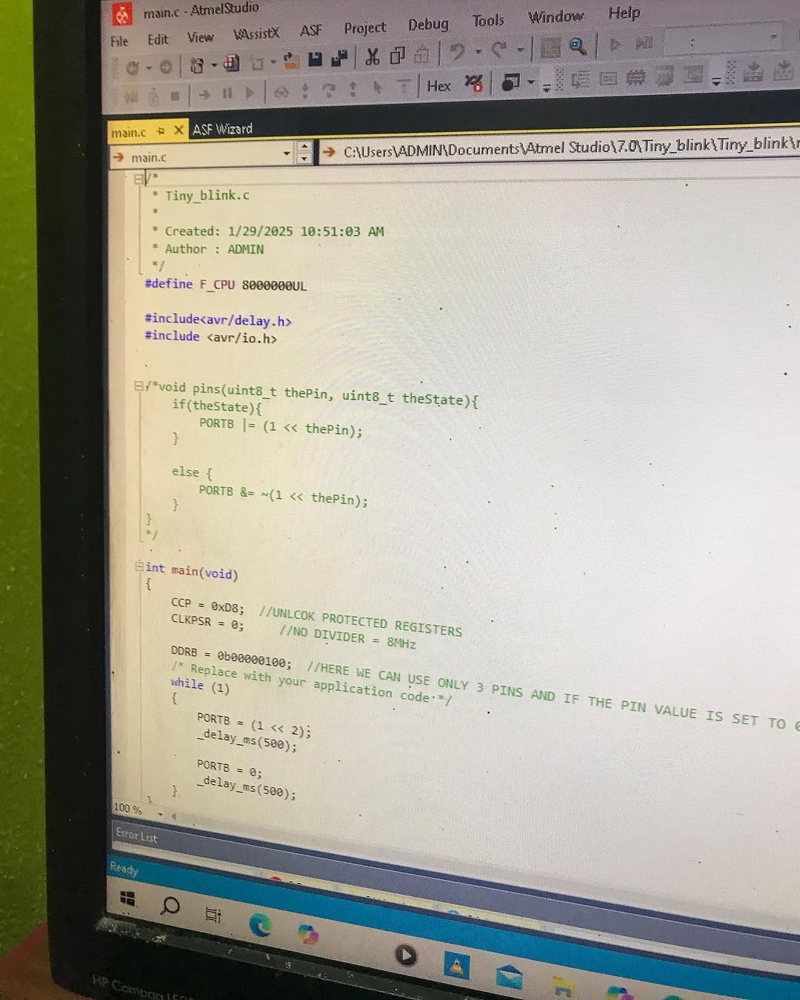 main.c - AtmelStudio
File Edit View VAssistX ASF Project Debug Tools Window Help
Hex
main.c ASF Wizard
main.c C:\Users\ADMIN\Documents\Atmel Studio\7.0\Tiny_blink\Tiny_blink\
/*
* Tiny_blink.c
*
* Created: 1/29/2025 10:51:03 AM
* Author : ADMIN
*/
#define F_CPU 8000000UL
#include<avr/delay.h>
#include <avr/io.h>
/*void pins(uint8_t thePin, uint8_t theState){
if(theState){
PORTB |= (1 << thePin);
}
else {
PORTB &= ~(1 << thePin);
}
}
*/
int main(void)
{
CCP = 0xD8; //UNLCOK PROTECTED REGISTERS
CLKPSR = 0; //NO DIVIDER = 8MHz
DDRB = 0b00000100; //HERE WE CAN USE ONLY 3 PINS AND IF THE PIN VALUE IS SET TO
/* Replace with your application code */
while (1)
{
PORTB = (1 << 2);
_delay_ms(500);
PORTB = 0;
_delay_ms(500);
}
}
100 %
Error List
Ready
HP Compaq